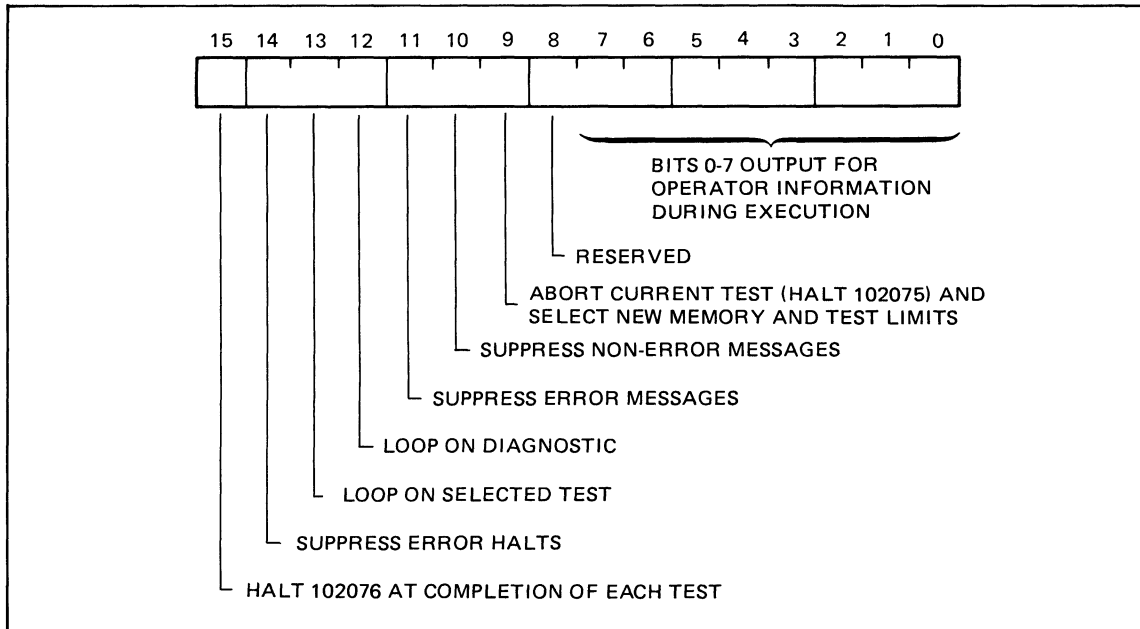 15 14 13 12 11 10 9 8 7 6 5 4 3 2 1 0
BITS 0-7 OUTPUT FOR
OPERATOR INFORMATION
DURING EXECUTION
RESERVED
ABORT CURRENT TEST (HALT 102075) AND
SELECT NEW MEMORY AND TEST LIMITS
SUPPRESS NON-ERROR MESSAGES
SUPPRESS ERROR MESSAGES
LOOP ON DIAGNOSTIC
LOOP ON SELECTED TEST
SUPPRESS ERROR HALTS
HALT 102076 AT COMPLETION OF EACH TEST